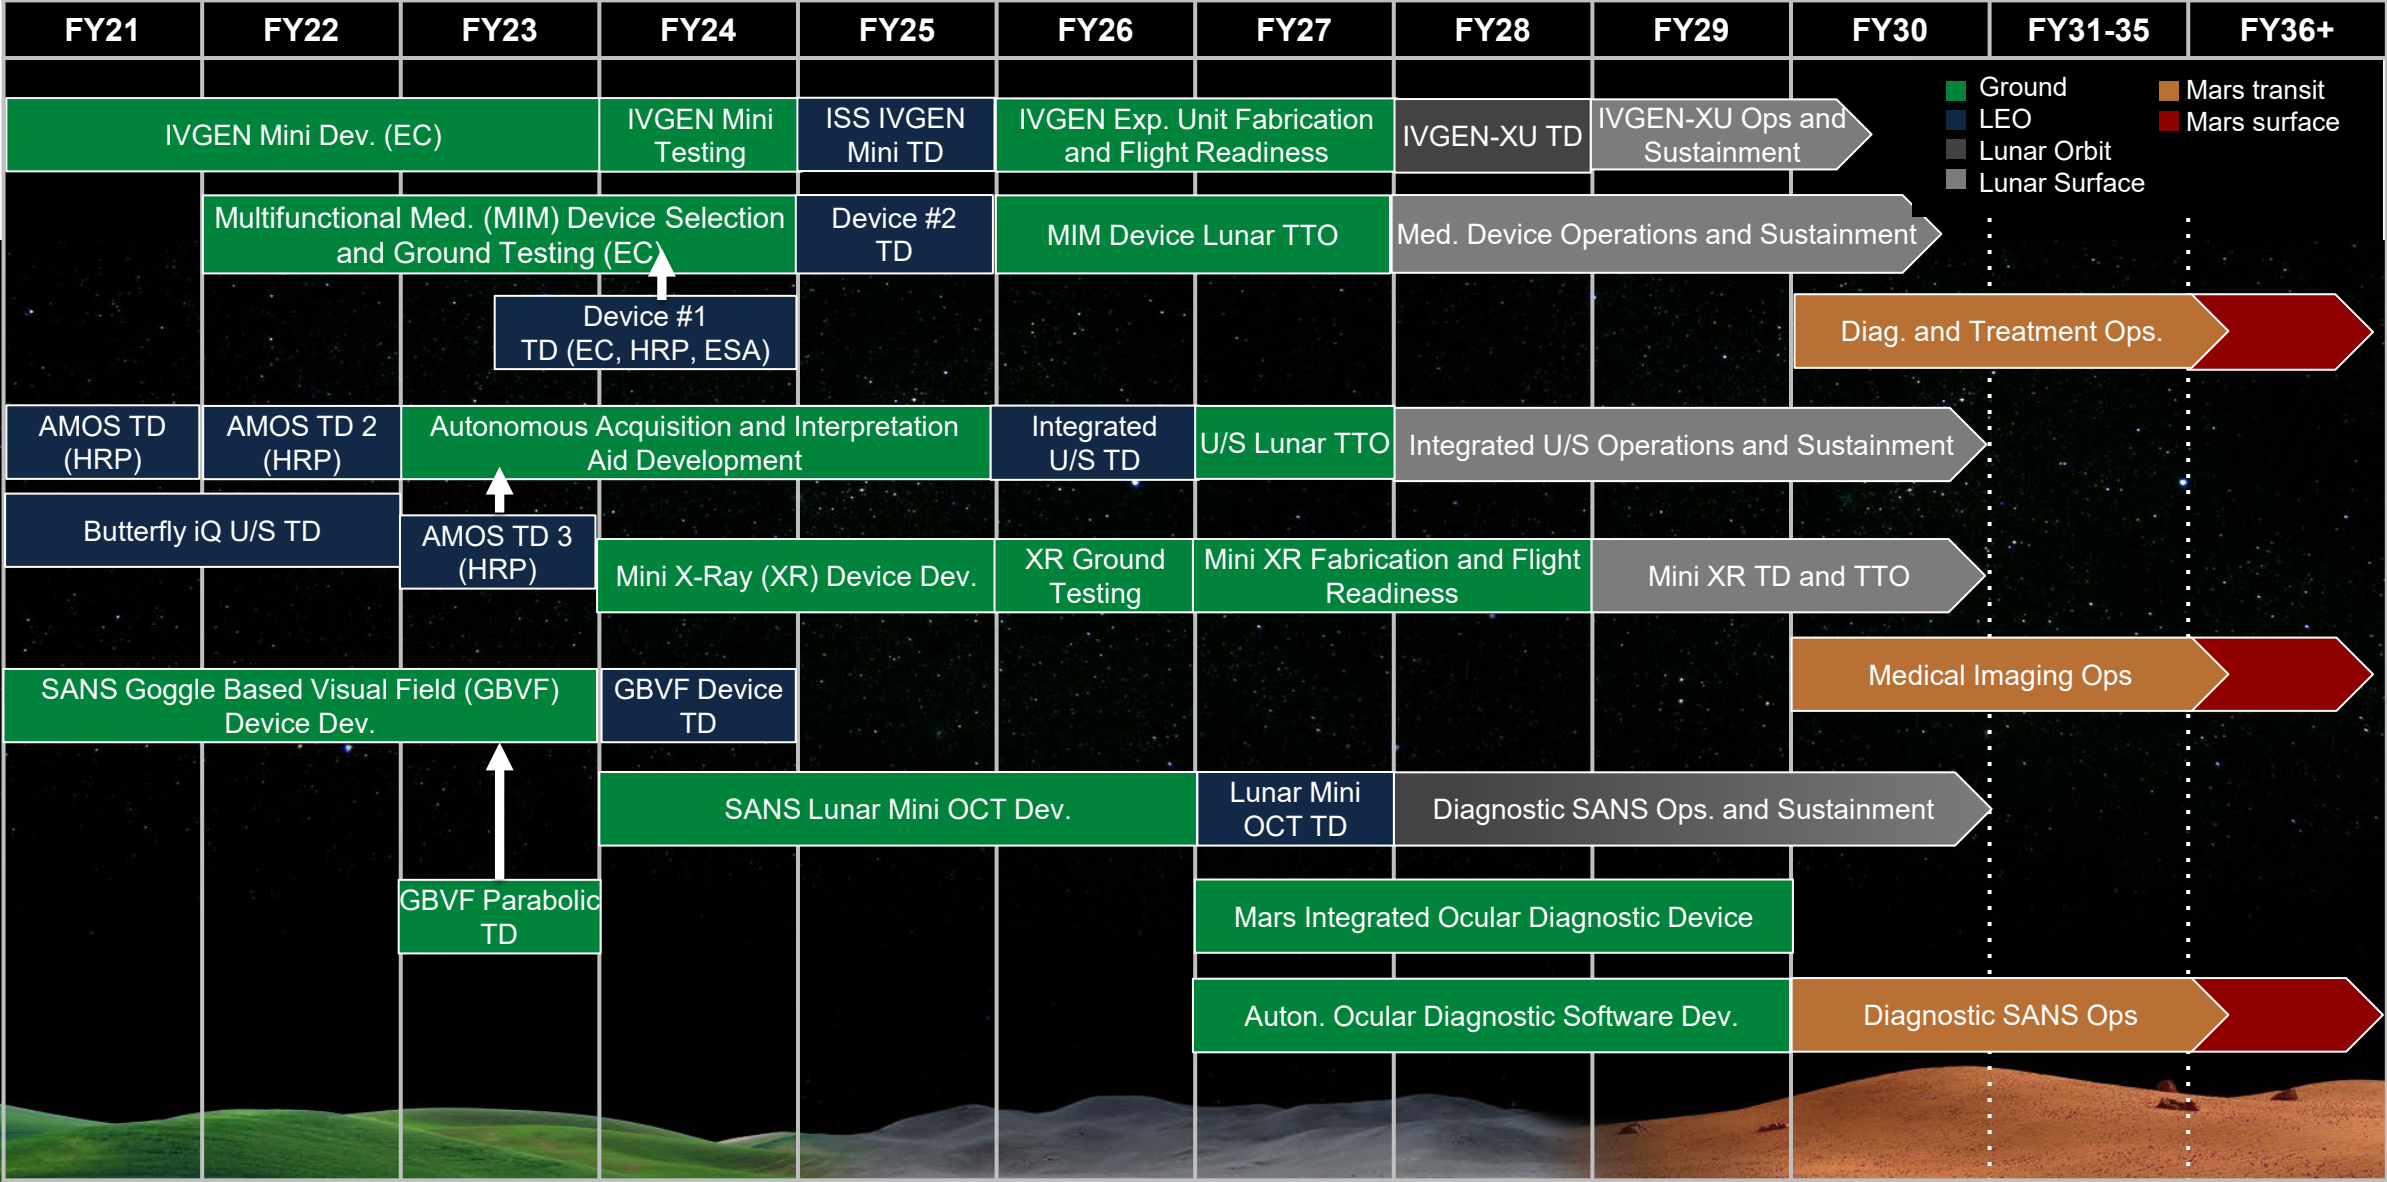 FY21
FY22
FY23
FY24
FY25
FY26
FY27
FY28
FY29
FY30
FY31-35
FY36+
Ground
LEO
Lunar Orbit
Lunar Surface
Mars transit
Mars surface
IVGEN Mini Dev. (EC)
IVGEN Mini
Testing
ISS IVGEN
Mini TD
IVGEN Exp. Unit Fabrication
and Flight Readiness
IVGEN-XU TD
IVGEN-XU Ops and
Sustainment
Multifunctional Med. (MIM) Device Selection
and Ground Testing (EC)
Device #2
TD
MIM Device Lunar TTO
Med. Device Operations and Sustainment
Device #1
TD (EC, HRP, ESA)
Diag. and Treatment Ops.
AMOS TD
(HRP)
AMOS TD 2
(HRP)
Autonomous Acquisition and Interpretation
Aid Development
Integrated
U/S TD
U/S Lunar TTO
Integrated U/S Operations and Sustainment
Butterfly iQ U/S TD
AMOS TD 3
(HRP)
Mini X-Ray (XR) Device Dev.
XR Ground
Testing
Mini XR Fabrication and Flight
Readiness
Mini XR TD and TTO
Medical Imaging Ops
SANS Goggle Based Visual Field (GBVF)
Device Dev.
GBVF Device
TD
SANS Lunar Mini OCT Dev.
Lunar Mini
OCT TD
Diagnostic SANS Ops. and Sustainment
GBVF Parabolic
TD
Mars Integrated Ocular Diagnostic Device
Auton. Ocular Diagnostic Software Dev.
Diagnostic SANS Ops